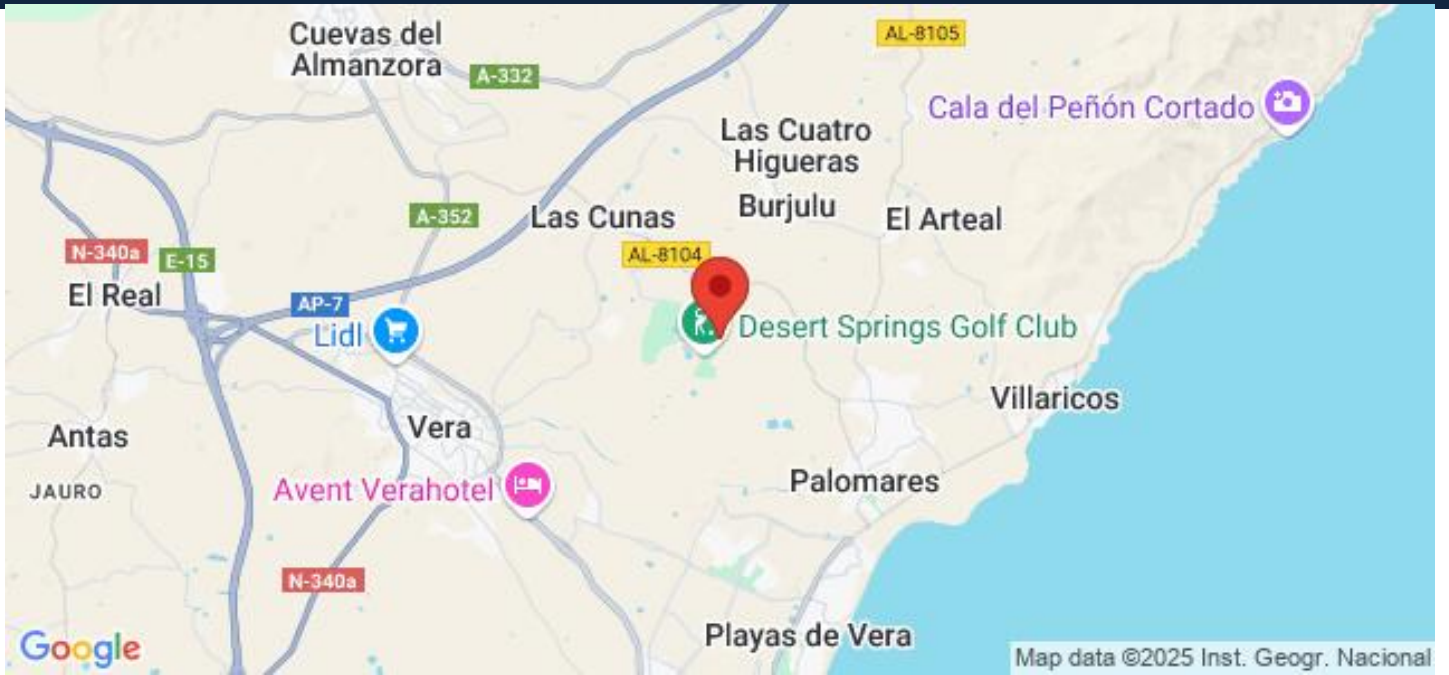 Cuevas del
Almanzora
A-332
AL-8105
Cala del Peñón Cortado
Las Cuatro
Higueras
A-352
Las Cunas
Burjulu
El Arteal
N-340a
E-15
AL-8104
El Real
AP-7
Lidl
Desert Springs Golf Club
Villaricos
Vera
Antas
JAURO
Avent Verahotel
Palomares
N-340a
Playas de Vera
Google
Map data ©2025 Inst. Geogr. Nacional